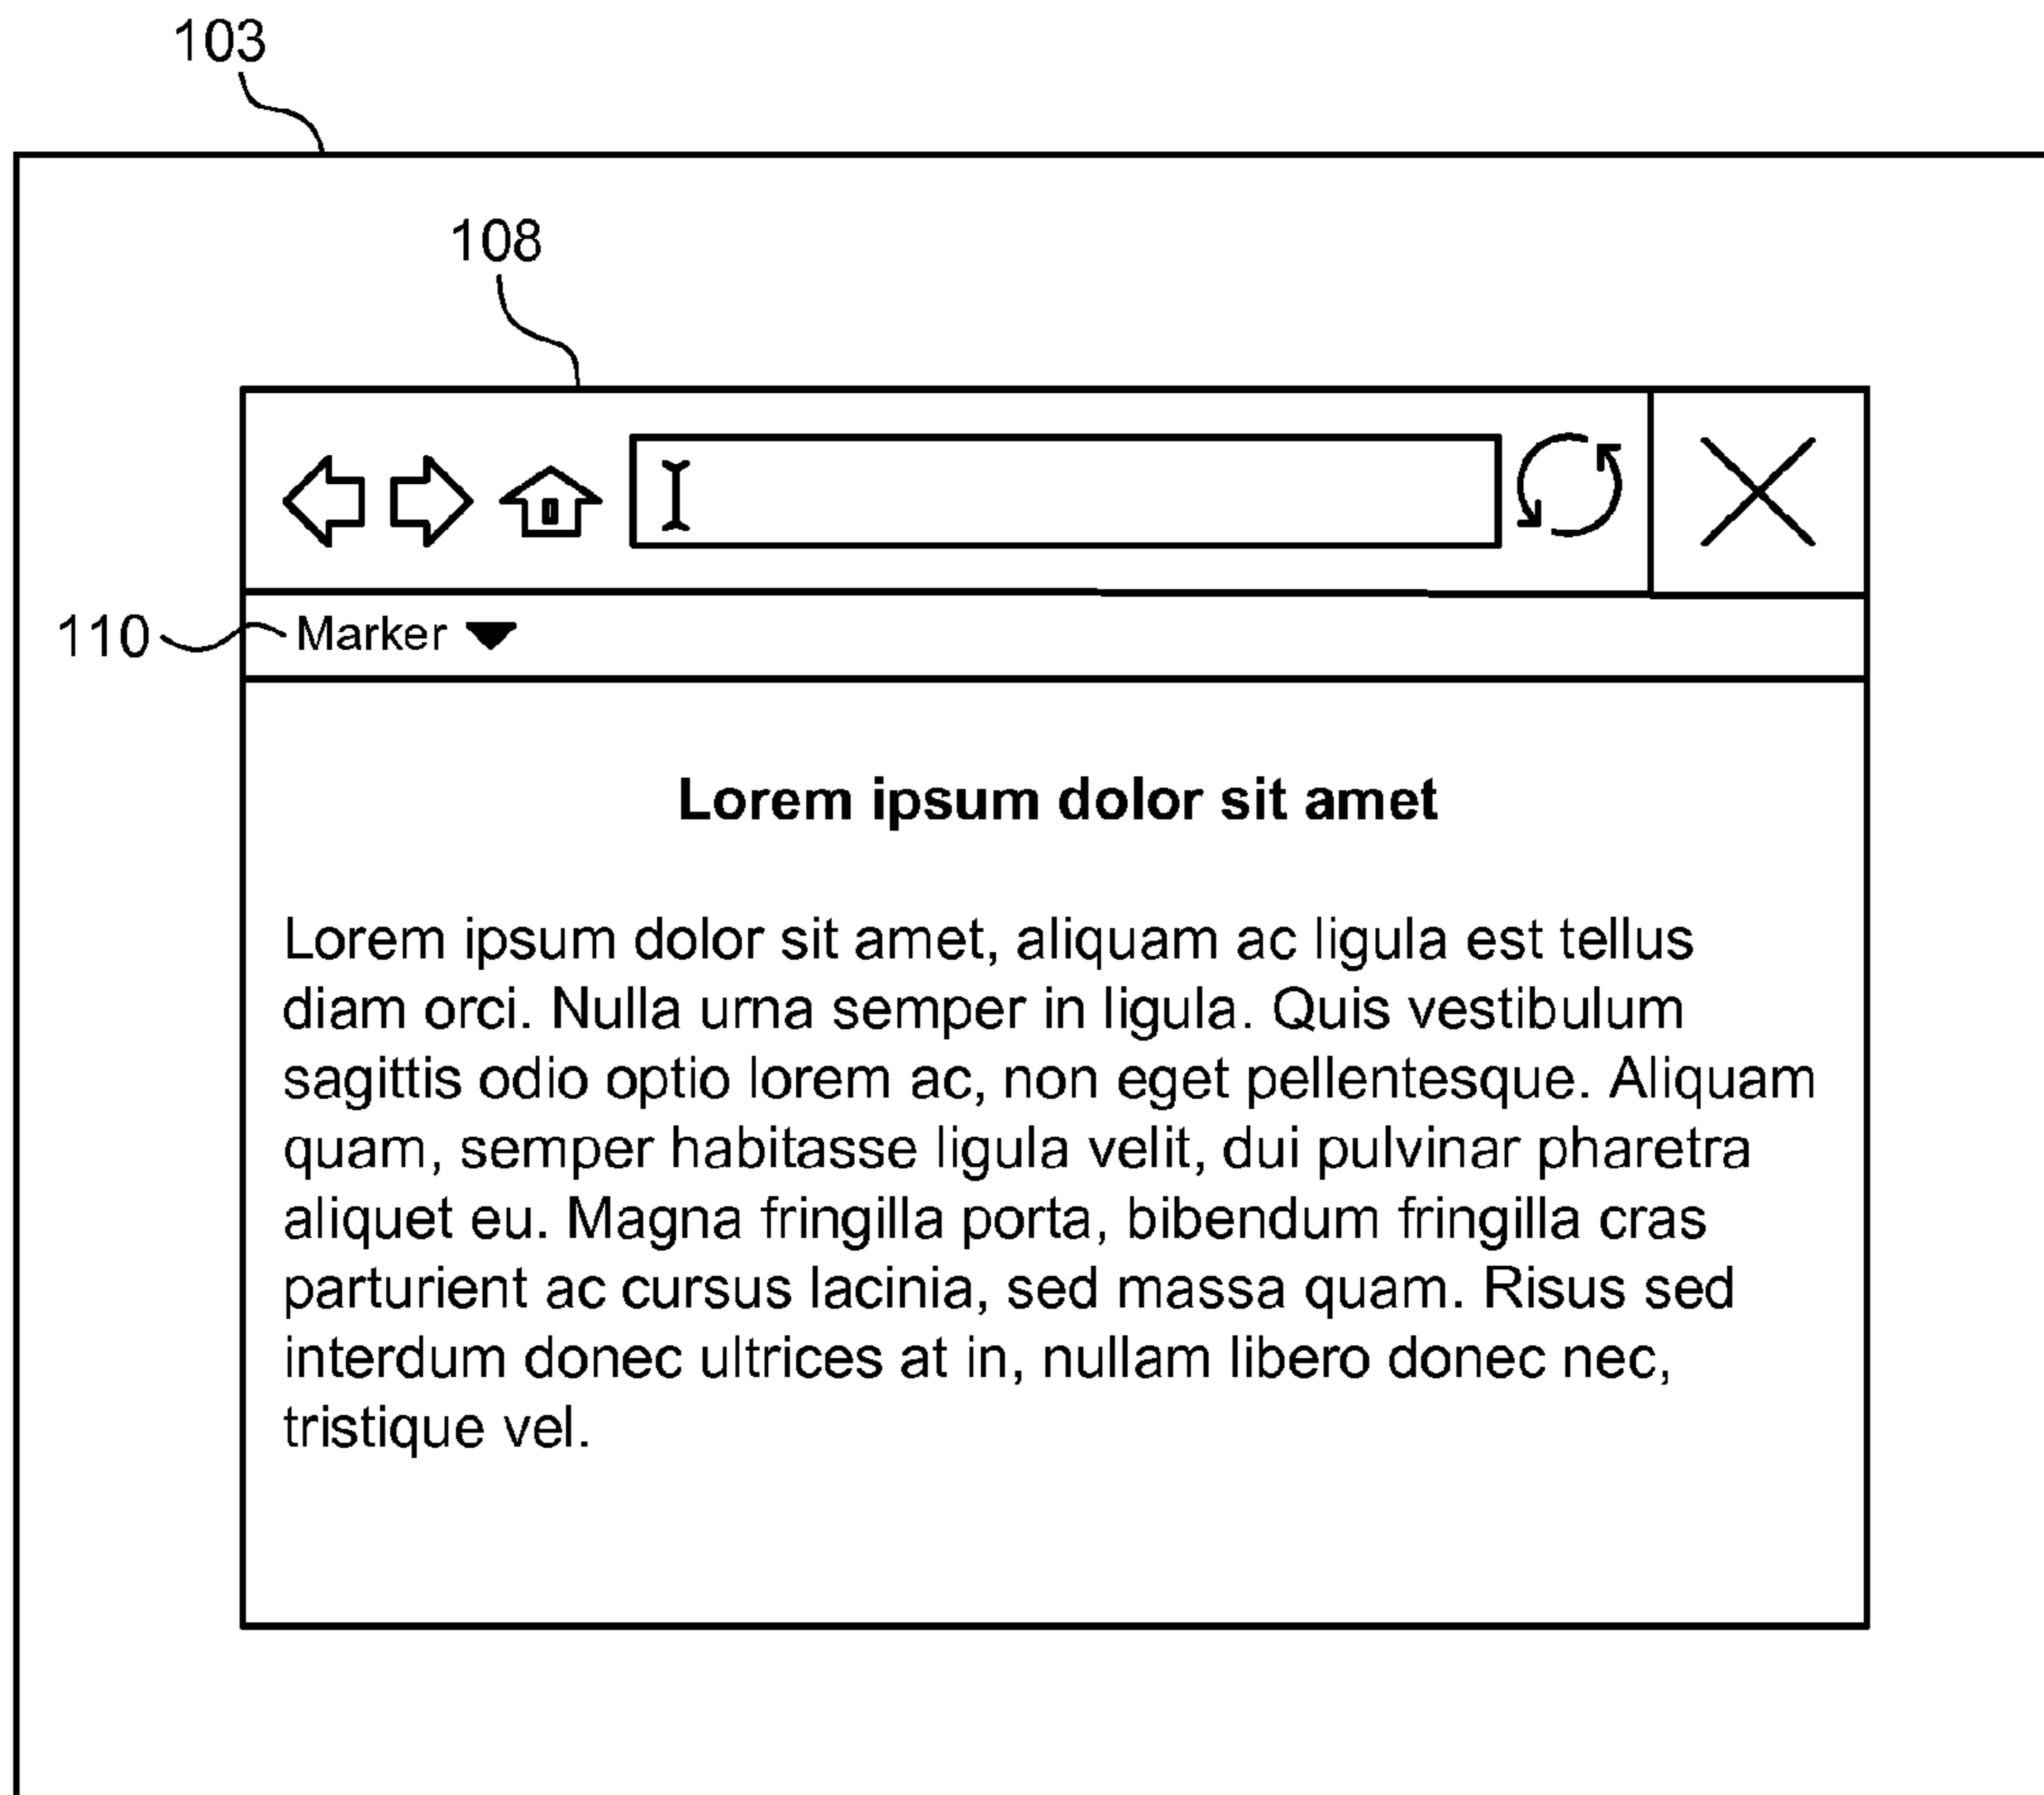 103
108
110 Marker
Lorem ipsum dolor sit amet
Lorem ipsum dolor sit amet, aliquam ac ligula est tellus
diam orci. Nulla urna semper in ligula. Quis vestibulum
sagittis odio optio lorem ac, non eget pellentesque. Aliquam
quam, semper habitasse ligula velit, dui pulvinar pharetra
aliquet eu. Magna fringilla porta, bibendum fringilla cras
parturient ac cursus lacinia, sed massa quam. Risus sed
interdum donec ultrices at in, nullam libero donec nec,
tristique vel.